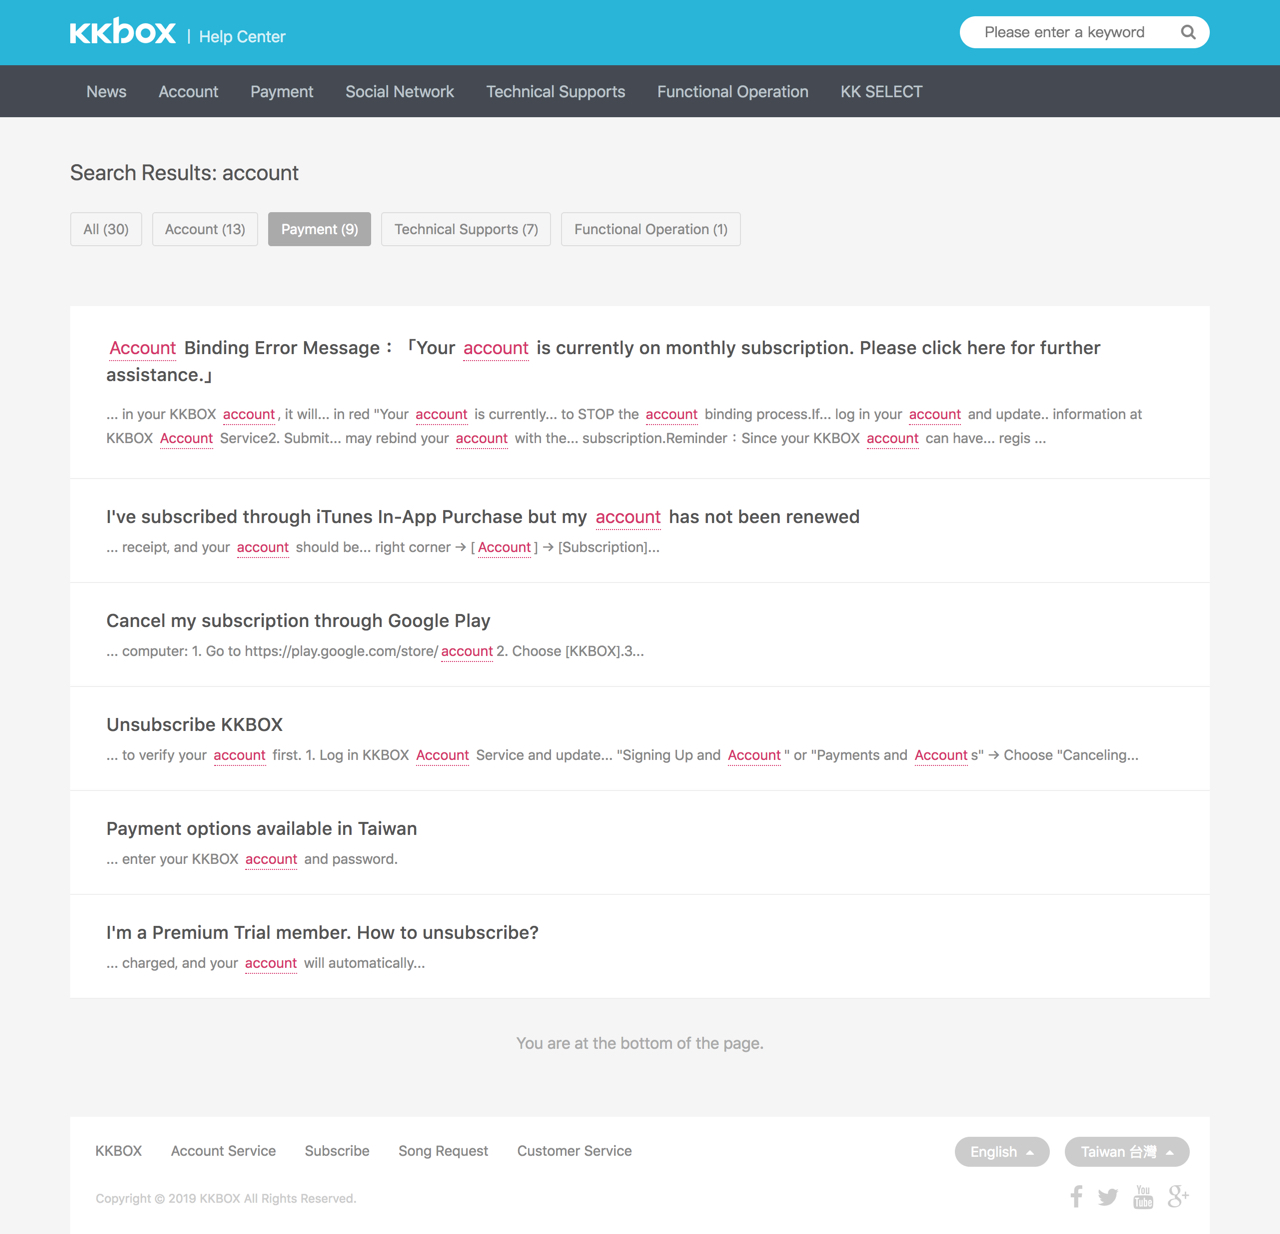 KKBOX | Help Center
Please enter a keyword
News Account Payment Social Network Technical Supports Functional Operation KK SELECT
Search Results: account
All (30) Account (13) Payment (9) Technical Supports (7) Functional Operation (1)
Account Binding Error Message：「Your account is currently on monthly subscription. Please click here for further
assistance.」
... in your KKBOX account, it will... in red "Your account is currently... to STOP the account binding process.If... log in your account and update.. information at
KKBOX Account Service2. Submit... may rebind your account with the... subscription.Reminder：Since your KKBOX account can have... regis ...
I've subscribed through iTunes In-App Purchase but my account has not been renewed
... receipt, and your account should be... right corner → [Account] → [Subscription]...
Cancel my subscription through Google Play
... computer: 1. Go to https://play.google.com/store/account 2. Choose [KKBOX].3...
Unsubscribe KKBOX
... to verify your account first. 1. Log in KKBOX Account Service and update... "Signing Up and Account" or "Payments and Accounts" → Choose "Canceling...
Payment options available in Taiwan
... enter your KKBOX account and password.
I'm a Premium Trial member. How to unsubscribe?
... charged, and your account will automatically...
You are at the bottom of the page.
KKBOX Account Service Subscribe Song Request Customer Service
English Taiwan 台灣
Copyright © 2019 KKBOX All Rights Reserved.
You Tube g+